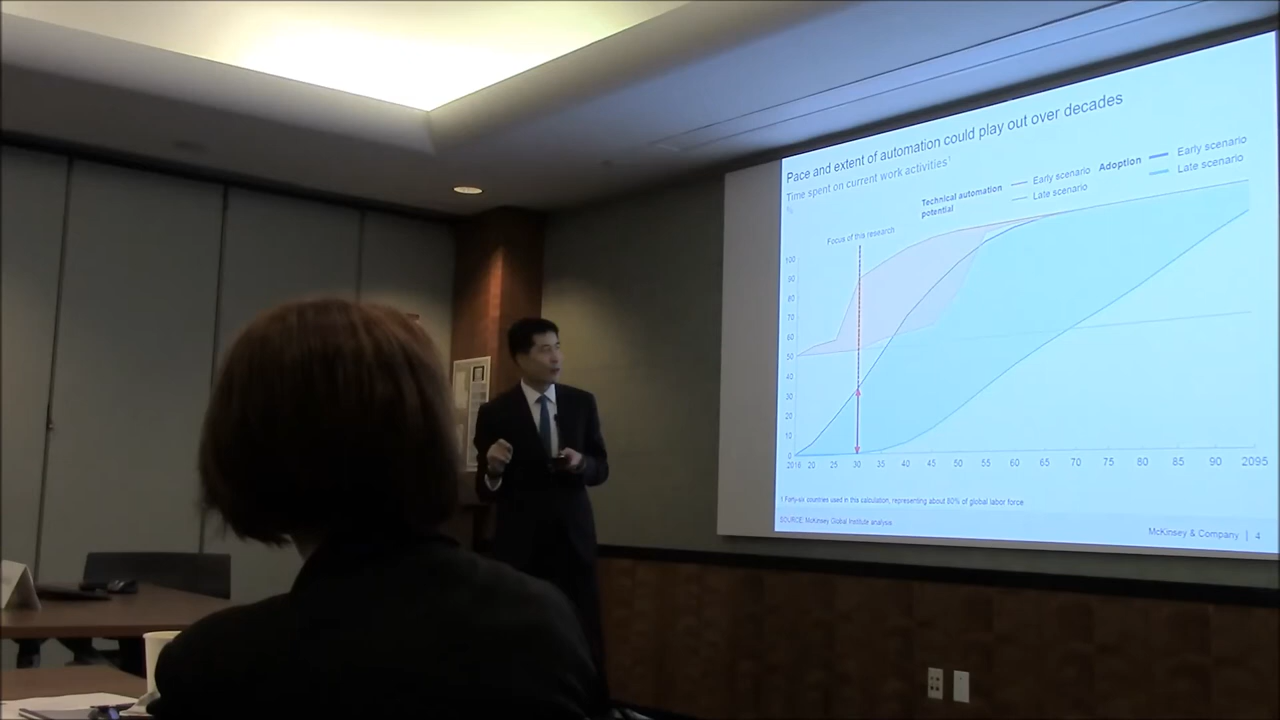 Pace and extent of automation could play out over decades
Time spent on current work activities¹
%
Technical automation potential
Early scenario
Late scenario
Adoption
Early scenario
Late scenario
Focus of this research
100
90
80
70
60
50
40
30
20
10
0
2016 20 25 30 35 40 45 50 55 60 65 70 75 80 85 90 2095
1 Forty-six countries used in this calculation, representing about 80% of global labor force
SOURCE: McKinsey Global Institute analysis
McKinsey & Company | 4